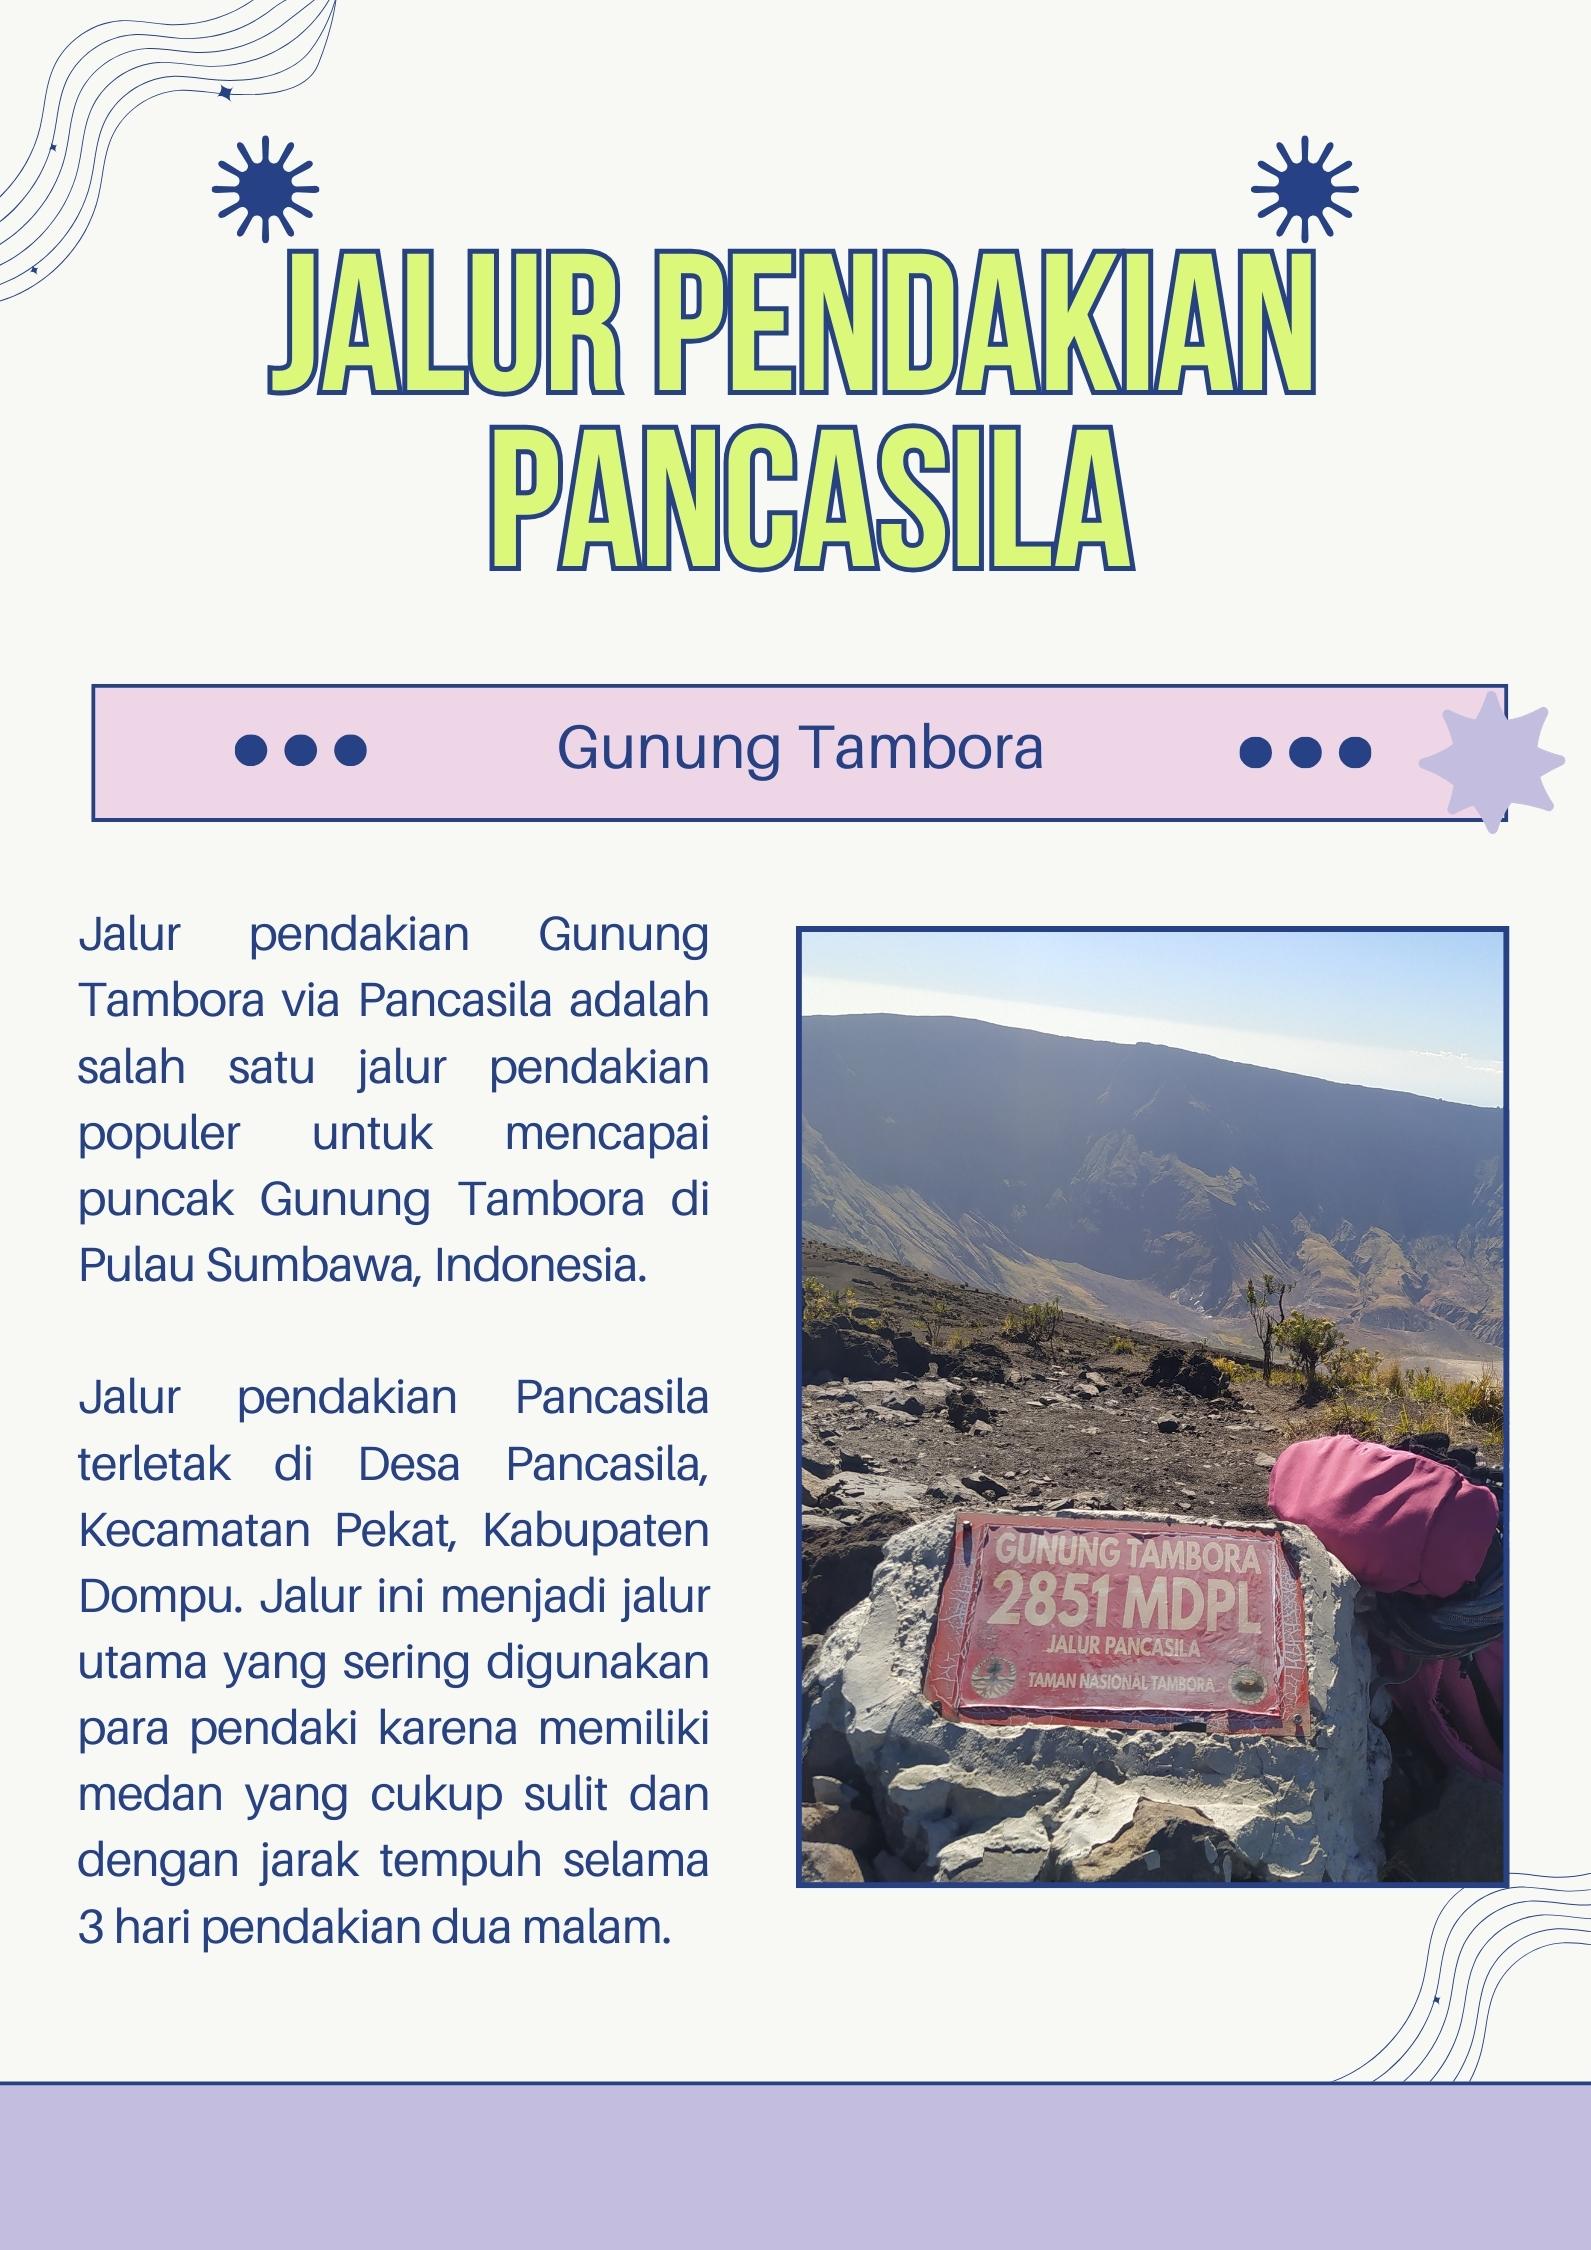 JALUR PENDAKIAN
PANCASILA
Gunung Tambora
Jalur pendakian Gunung
Tambora via Pancasila adalah
salah satu jalur pendakian
populer untuk mencapai
puncak Gunung Tambora di
Pulau Sumbawa, Indonesia.
Jalur pendakian Pancasila
terletak di Desa Pancasila,
Kecamatan Pekat, Kabupaten
Dompu. Jalur ini menjadi jalur
utama yang sering digunakan
para pendaki karena memiliki
medan yang cukup sulit dan
dengan jarak tempuh selama
3 hari pendakian dua malam.
GUNUNG TAMBORA
2851 MDPL
JALUR PANCASILA
TAMAN NASIONAL TAMBORA